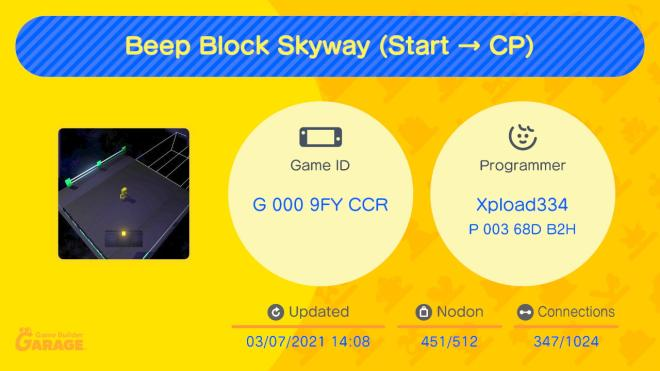 Beep Block Skyway (Start → CP)
Game ID
G 000 9FY CCR
Programmer
Xpload334
P 003 68D B2H
Updated
03/07/2021 14:08
Nodon
451/512
Connections
347/1024
Game Builder
GARAGE